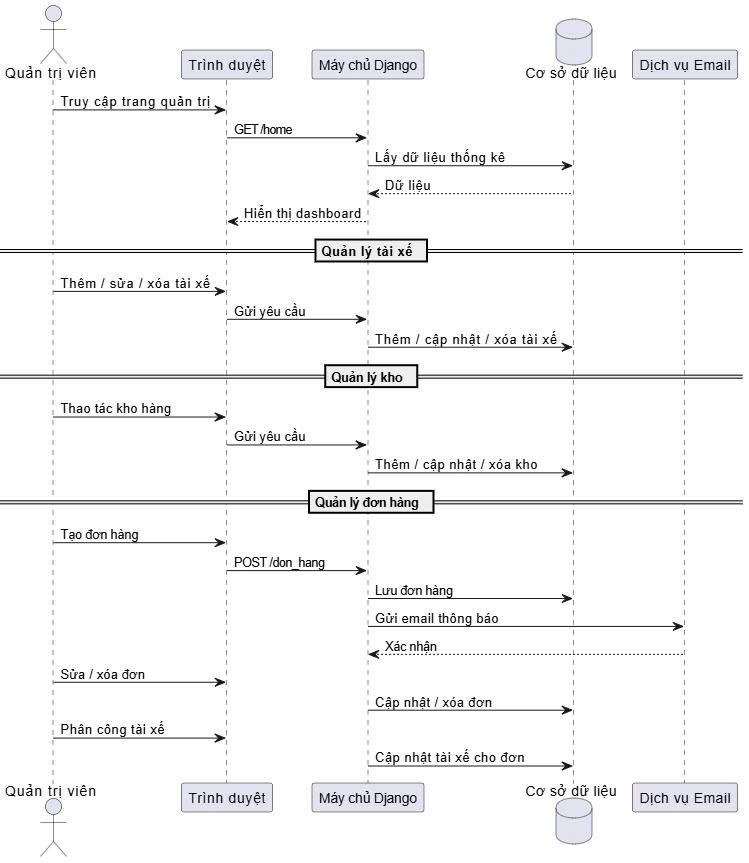 Quản trị viên
Trình duyệt
Máy chủ Django
Cơ sở dữ liệu
Dịch vụ Email
Truy cập trang quản trị
GET /home
Lấy dữ liệu thống kê
Dữ liệu
Hiển thị dashboard
Quản lý tài xế
Thêm / sửa / xóa tài xế
Gửi yêu cầu
Thêm / cập nhật / xóa tài xế
Quản lý kho
Thao tác kho hàng
Gửi yêu cầu
Thêm / cập nhật / xóa kho
Quản lý đơn hàng
Tạo đơn hàng
POST /don_hang
Lưu đơn hàng
Gửi email thông báo
Xác nhận
Sửa / xóa đơn
Cập nhật / xóa đơn
Phân công tài xế
Cập nhật tài xế cho đơn
Quản trị viên
Trình duyệt
Máy chủ Django
Cơ sở dữ liệu
Dịch vụ Email